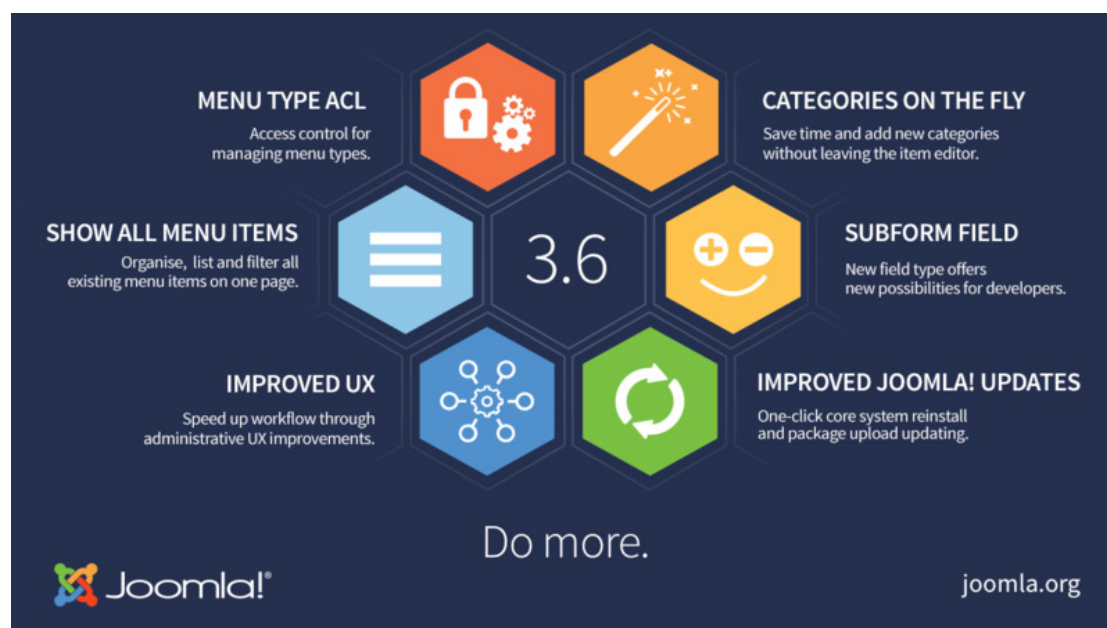 MENU TYPE ACL
Access control for
managing menu types.
CATEGORIES ON THE FLY
Save time and add new categories
without leaving the item editor.
SHOW ALL MENU ITEMS
Organise, list and filter all
existing menu items on one page.
3.6
SUBFORM FIELD
New field type offers
new possibilities for developers.
IMPROVED UX
Speed up workflow through
administrative UX improvements.
IMPROVED JOOMLA! UPDATES
One-click core system reinstall
and package upload updating.
Do more.
Joomla!®
joomla.org